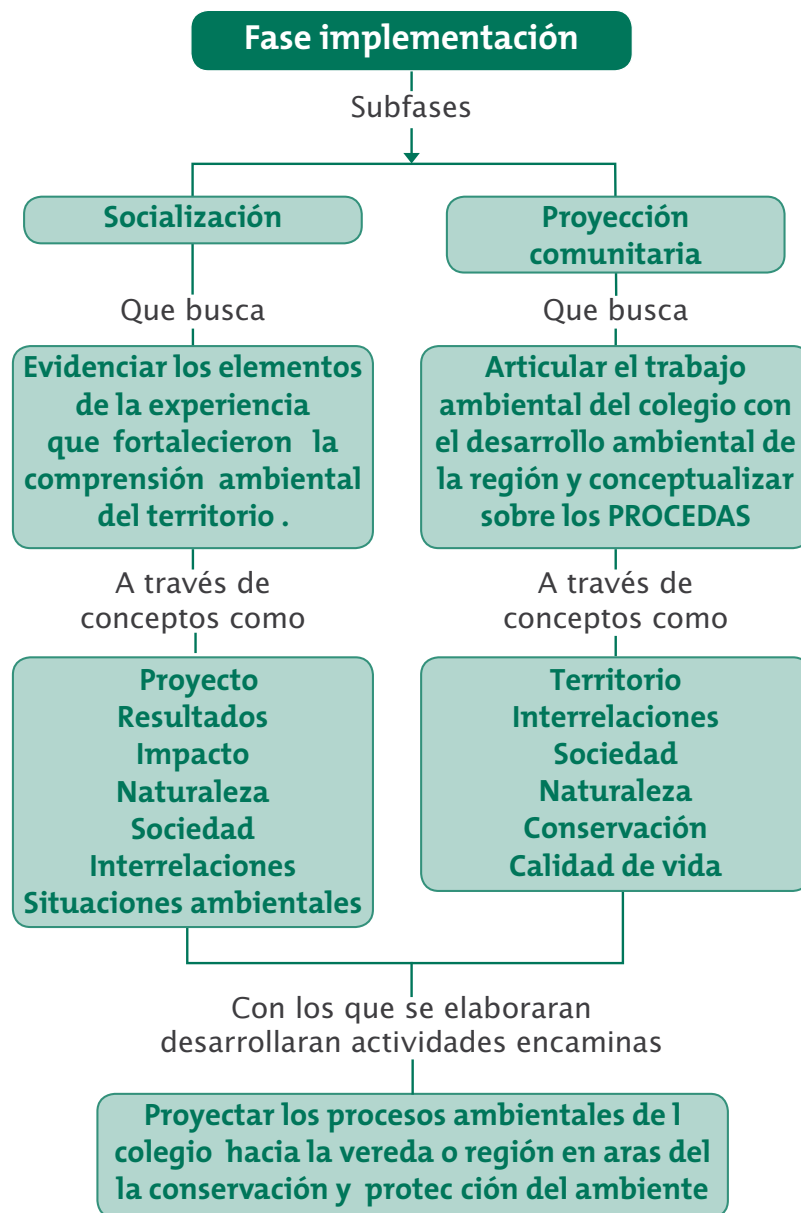 Fase implementación
Subfases
Socialización
Que busca
Evidenciar los elementos
de la experiencia
que fortalecieron la
comprensión ambiental
del territorio .
A través de
conceptos como
Proyecto
Resultados
Impacto
Naturaleza
Sociedad
Interrelaciones
Situaciones ambientales
Proyección
comunitaria
Que busca
Articular el trabajo
ambiental del colegio con
el desarrollo ambiental de
la región y conceptualizar
sobre los PROCEDAS
A través de
conceptos como
Territorio
Interrelaciones
Sociedad
Naturaleza
Conservación
Calidad de vida
Con los que se elaboraran
desarrollaran actividades encaminas
Proyectar los procesos ambientales de l
colegio hacia la vereda o región en aras del
la conservación y protec ción del ambiente